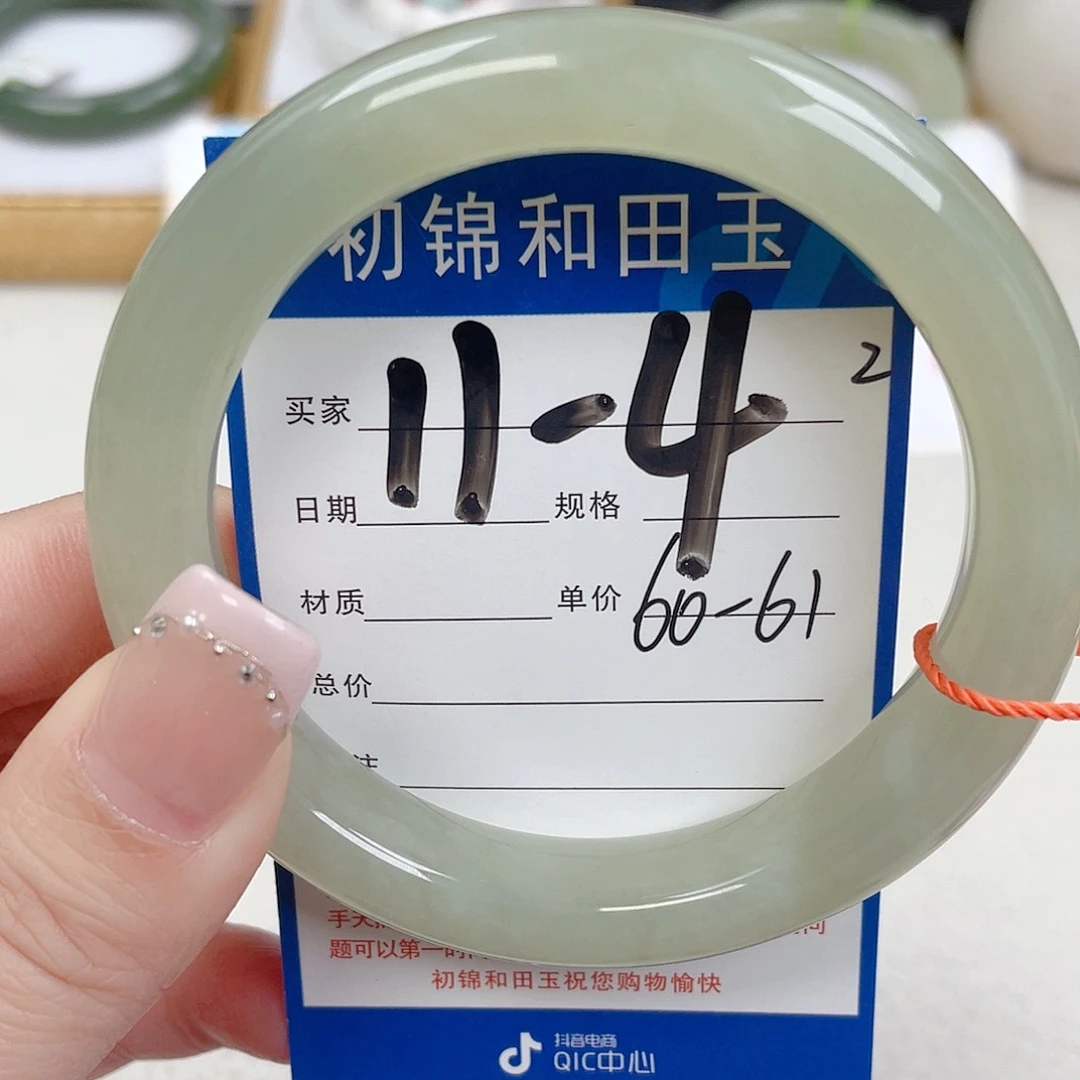 初锦和田玉
2
买家 11-4
日期 规格
材质 单价 60-61
总价
注
题可以第一时
初锦和田玉祝您购物愉快
抖音电商
QIC中心